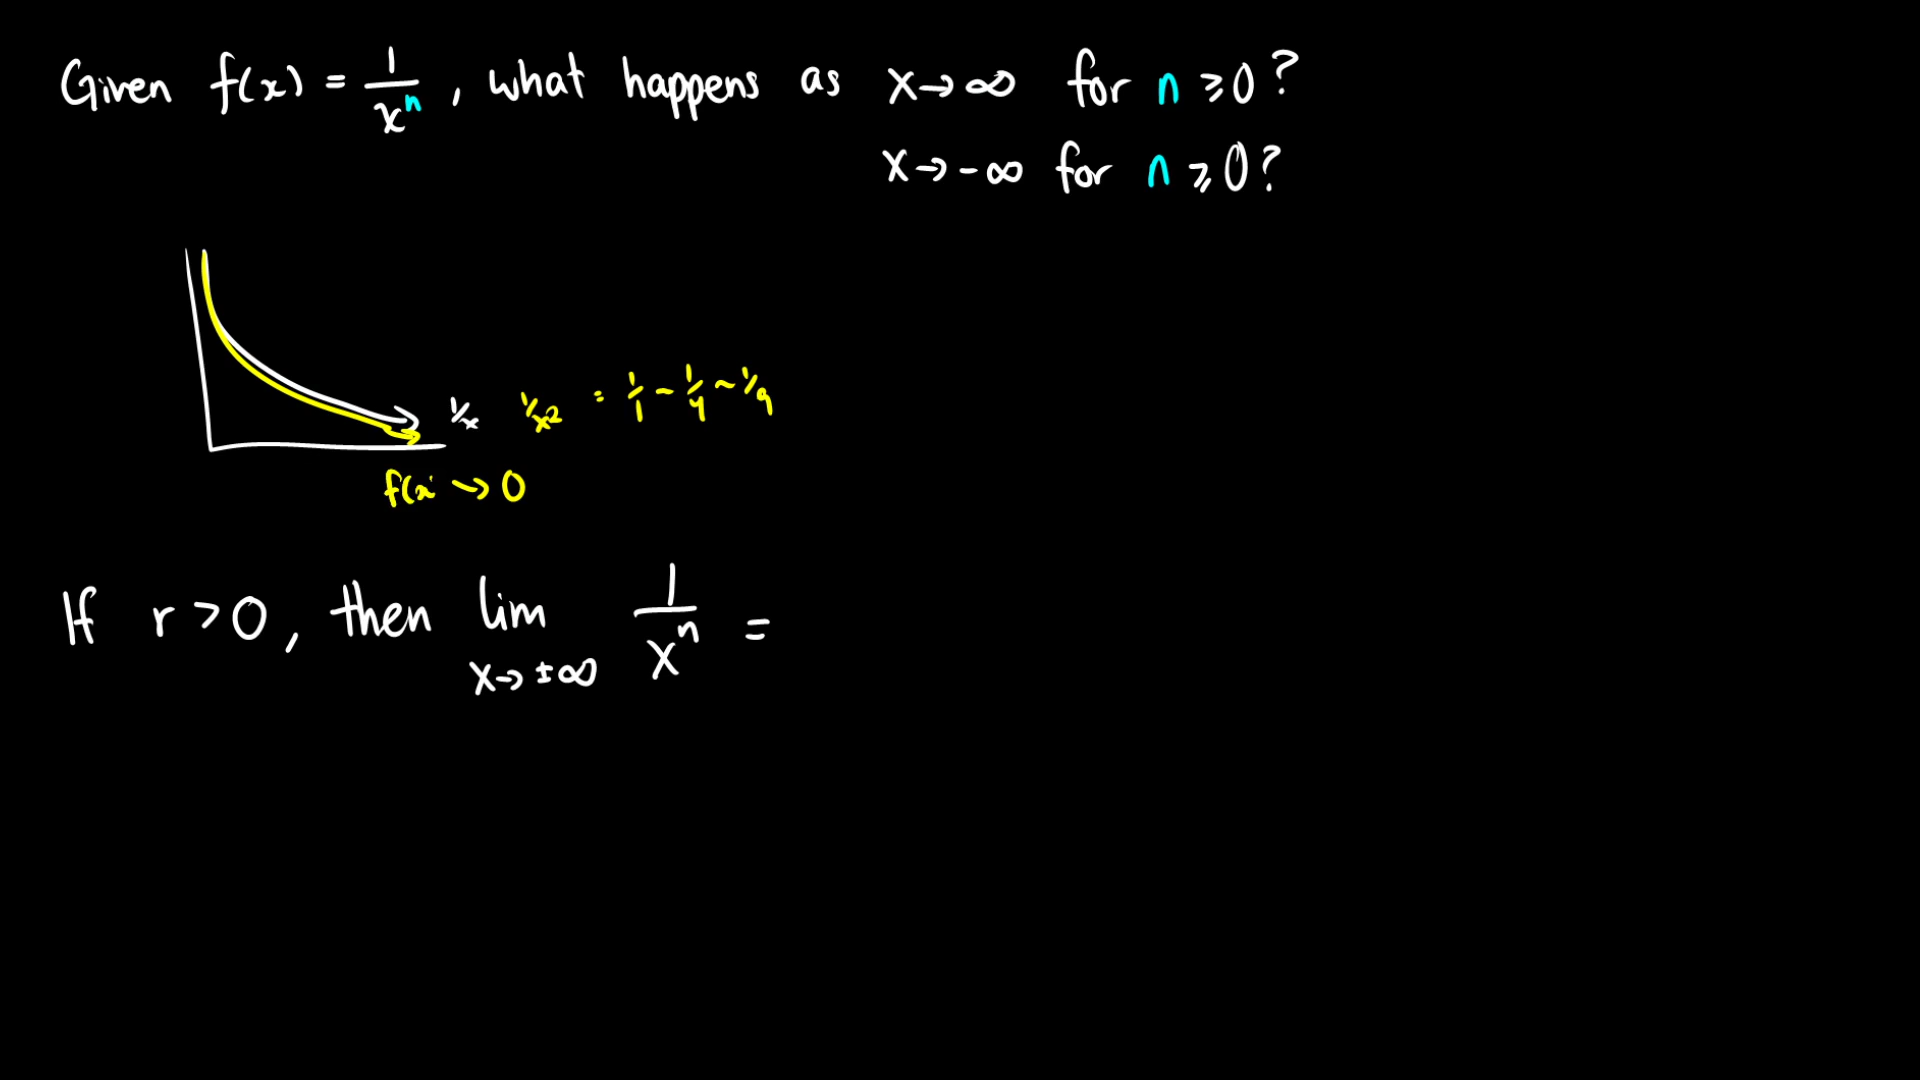 Given f(x) = 1/xⁿ, what happens as x→∞ for n ≥ 0?
x→-∞ for n ≥ 0?
1/x 1/x2 = 1/1 ~ 1/4 ~ 1/9
f(x → 0
If r > 0, then lim x→±∞ 1/xⁿ =